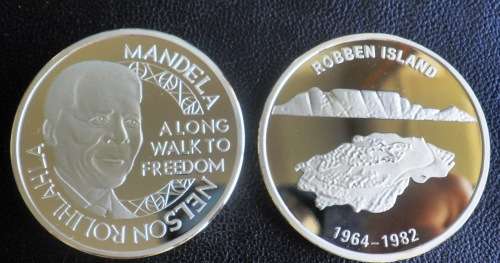 MANDELA
A LONG
WALK TO
FREEDOM
NELSON ROLIHLAHLA
ROBBEN ISLAND
1964-1982